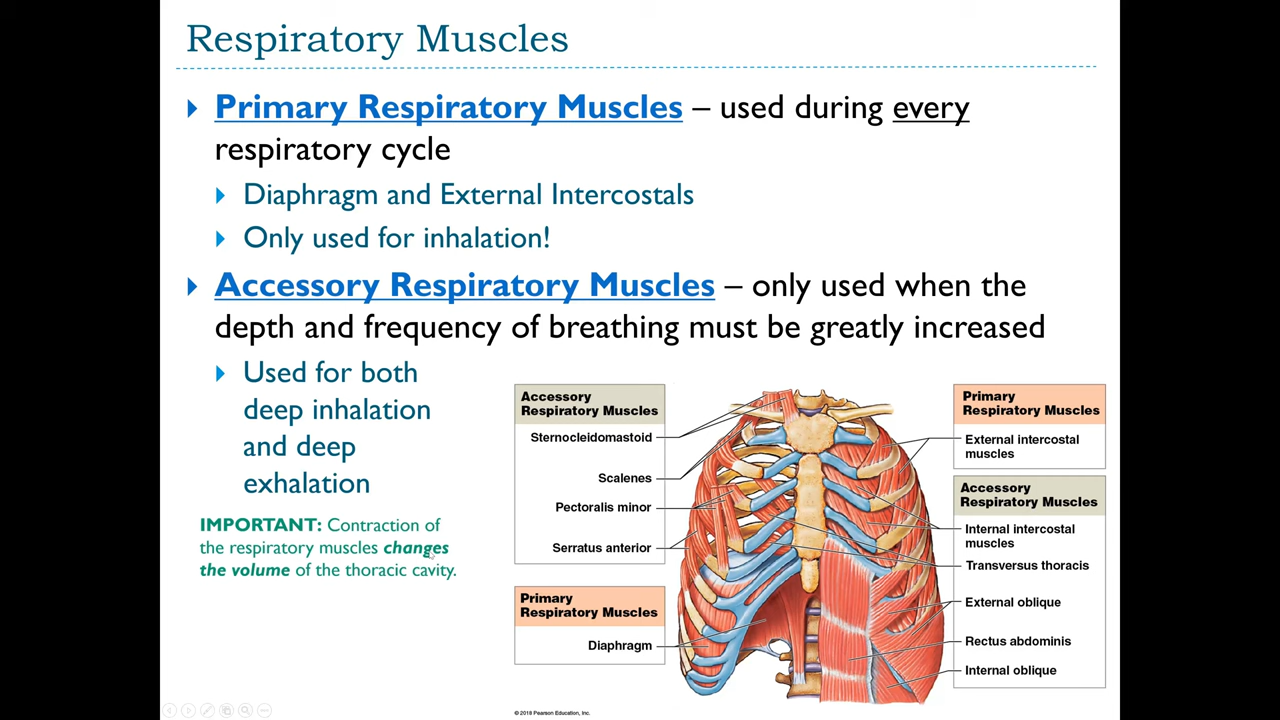 Respiratory Muscles
Primary Respiratory Muscles – used during every
respiratory cycle
Diaphragm and External Intercostals
Only used for inhalation!
Accessory Respiratory Muscles – only used when the
depth and frequency of breathing must be greatly increased
Used for both
deep inhalation
and deep
exhalation
IMPORTANT: Contraction of
the respiratory muscles changes
the volume of the thoracic cavity.
Accessory
Respiratory Muscles
Sternocleidomastoid
Scalenes
Pectoralis minor
Serratus anterior
Primary
Respiratory Muscles
Diaphragm
Primary
Respiratory Muscles
External intercostal
muscles
Accessory
Respiratory Muscles
Internal intercostal
muscles
Transversus thoracis
External oblique
Rectus abdominis
Internal oblique
© 2018 Pearson Education, Inc.